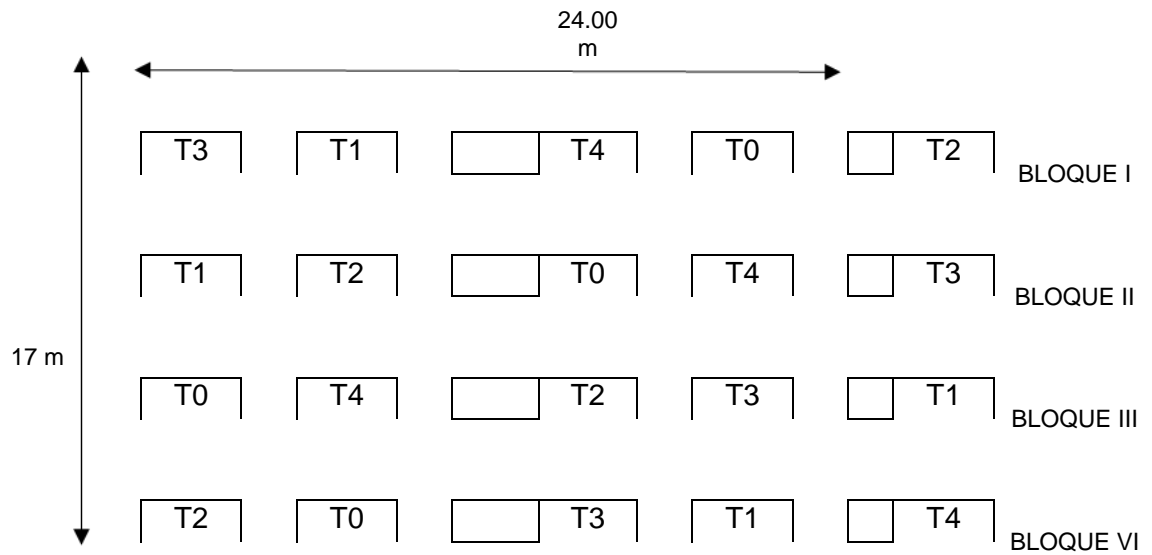 24.00
m
T3 T1 T4 T0 T2
BLOQUE I
T1 T2 T0 T4 T3
BLOQUE II
17 m
T0 T4 T2 T3 T1
BLOQUE III
T2 T0 T3 T1 T4
BLOQUE VI